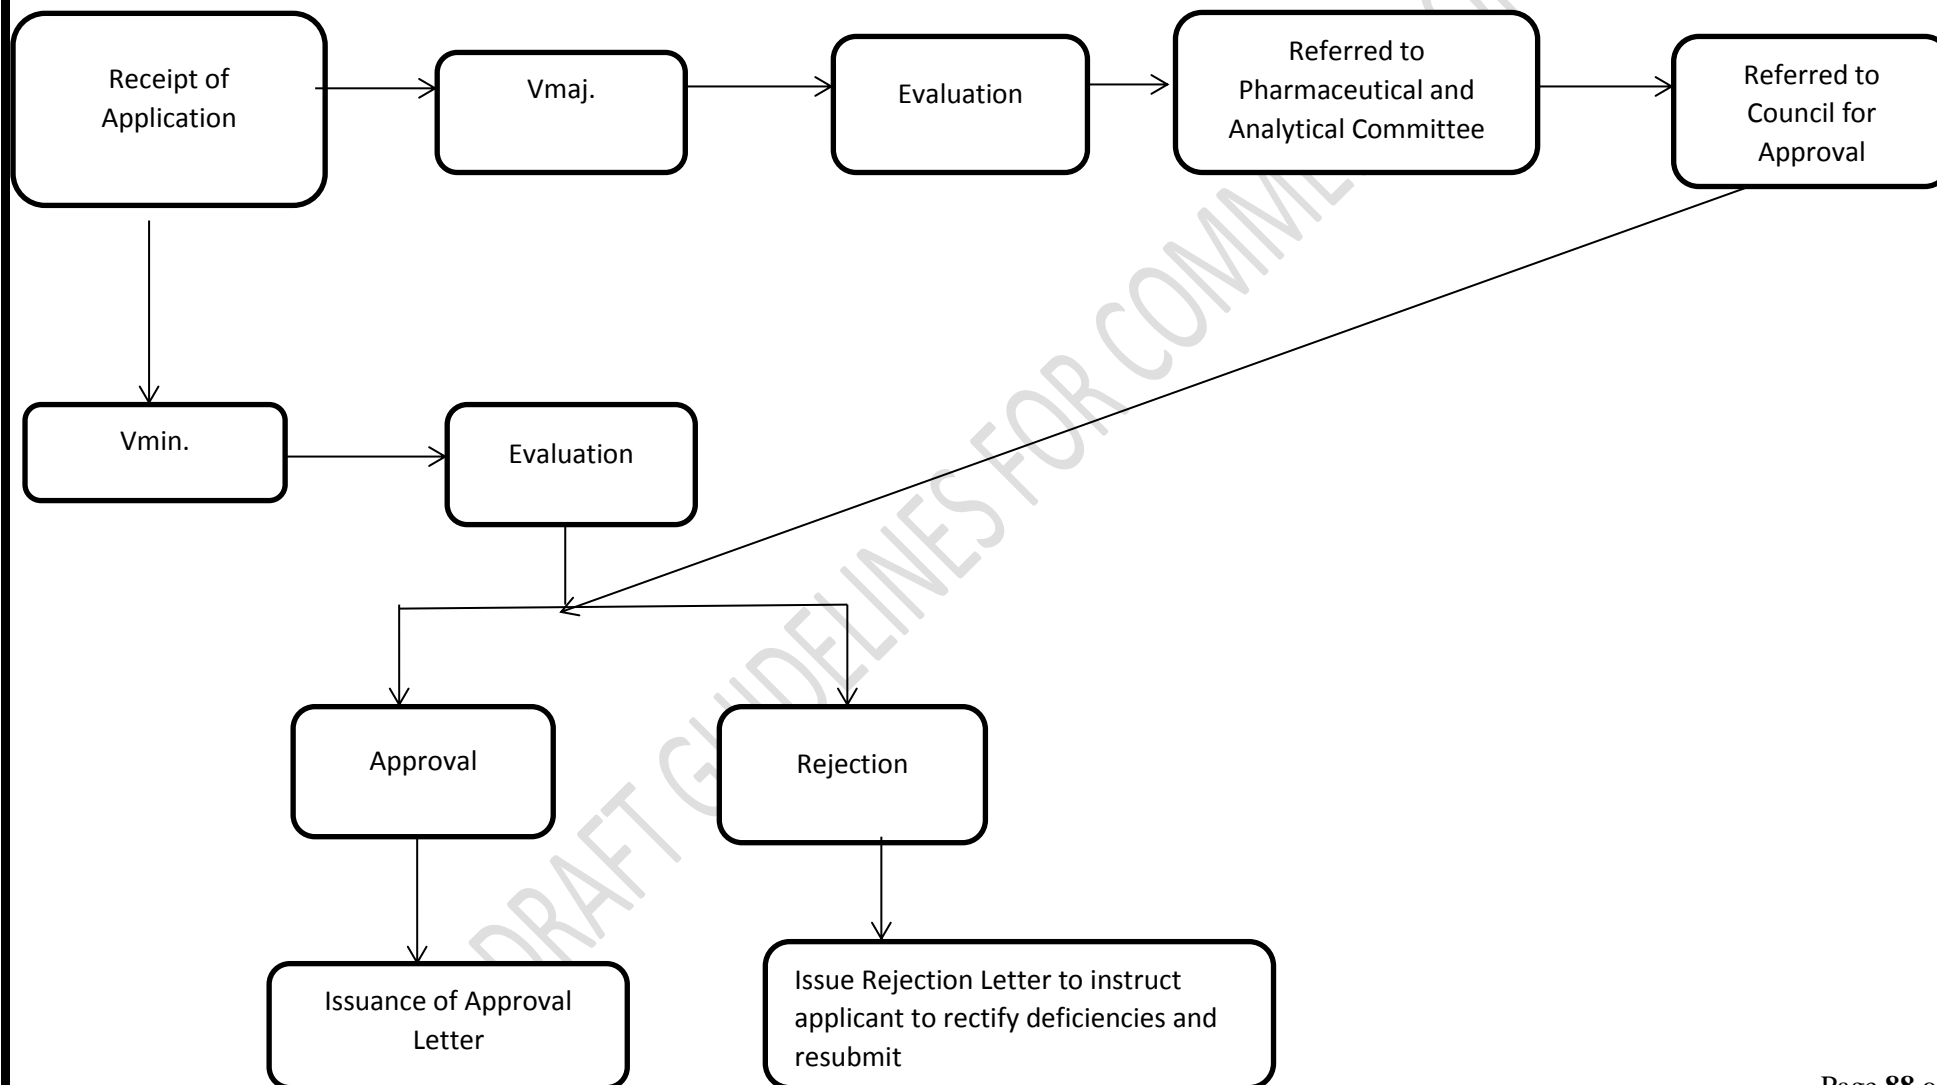 Receipt of
Application
Vmaj.
Evaluation
Referred to
Pharmaceutical and
Analytical Committee
Referred to
Council for
Approval
Vmin.
Evaluation
Approval
Rejection
Issuance of Approval
Letter
Issue Rejection Letter to instruct
applicant to rectify deficiencies and
resubmit
DRAFT GUIDELINES FOR
Page 88